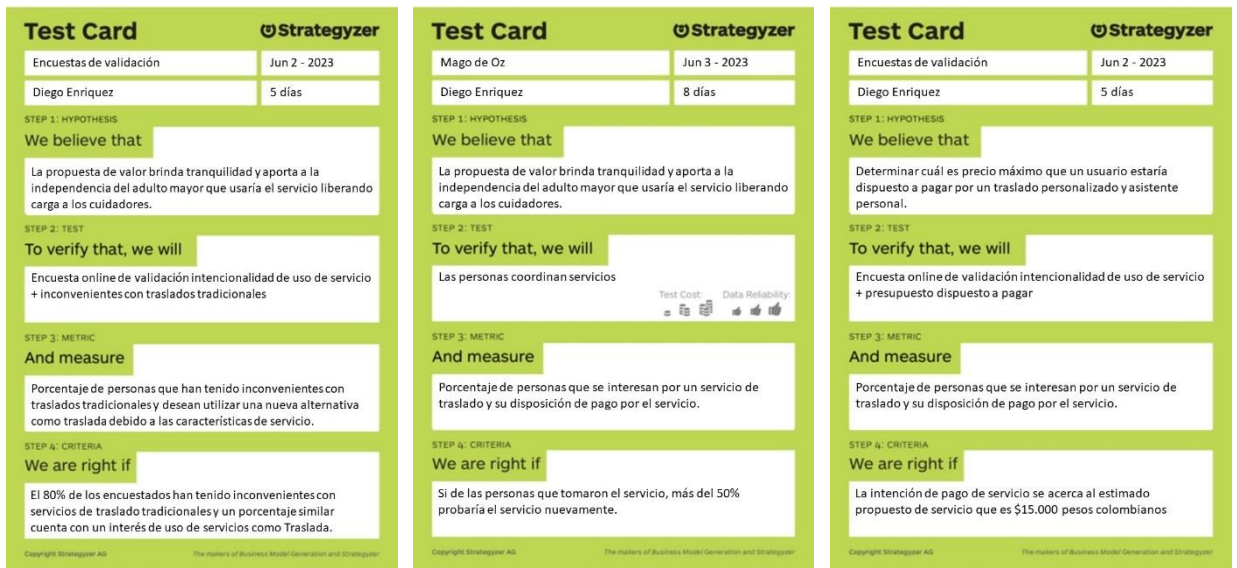 Test Card
Strategyzer
Encuestas de validación
Jun 2 - 2023
Diego Enriquez
5 días
STEP 1: HYPOTHESIS
We believe that
La propuesta de valor brinda tranquilidad y aporta a la
independencia del adulto mayor que usaría el servicio liberando
carga a los cuidadores.
STEP 2: TEST
To verify that, we will
Encuesta online de validación intencionalidad de uso de servicio
+ inconvenientes con traslados tradicionales
STEP 3: METRIC
And measure
Porcentaje de personas que han tenido inconvenientes con
traslados tradicionales y desean utilizar una nueva alternativa
como traslada debido a las características de servicio.
STEP 4: CRITERIA
We are right if
El 80% de los encuestados han tenido inconvenientes con
servicios de traslado tradicionales y un porcentaje similar
cuenta con un interés de uso de servicios como Traslada.
Copyright Strategyzer AG
The makers of Business Model Generation and Strategyzer
Test Card
Strategyzer
Mago de Oz
Jun 3 - 2023
Diego Enriquez
8 días
STEP 1: HYPOTHESIS
We believe that
La propuesta de valor brinda tranquilidad y aporta a la
independencia del adulto mayor que usaría el servicio liberando
carga a los cuidadores.
STEP 2: TEST
To verify that, we will
Las personas coordinan servicios
Test Cost:
Data Reliability:
STEP 3: METRIC
And measure
Porcentaje de personas que se interesan por un servicio de
traslado y su disposición de pago por el servicio.
STEP 4: CRITERIA
We are right if
Si de las personas que tomaron el servicio, más del 50%
probaría el servicio nuevamente.
Copyright Strategyzer AG
The makers of Business Model Generation and Strategyzer
Test Card
Strategyzer
Encuestas de validación
Jun 2 - 2023
Diego Enriquez
5 días
STEP 1: HYPOTHESIS
We believe that
Determinar cuál es precio máximo que un usuario estaría
dispuesto a pagar por un traslado personalizado y asistente
personal.
STEP 2: TEST
To verify that, we will
Encuesta online de validación intencionalidad de uso de servicio
+ presupuesto dispuesto a pagar
STEP 3: METRIC
And measure
Porcentaje de personas que se interesan por un servicio de
traslado y su disposición de pago por el servicio.
STEP 4: CRITERIA
We are right if
La intención de pago de servicio se acerca al estimado
propuesto de servicio que es $15.000 pesos colombianos
Copyright Strategyzer AG
The makers of Business Model Generation and Strategyzer